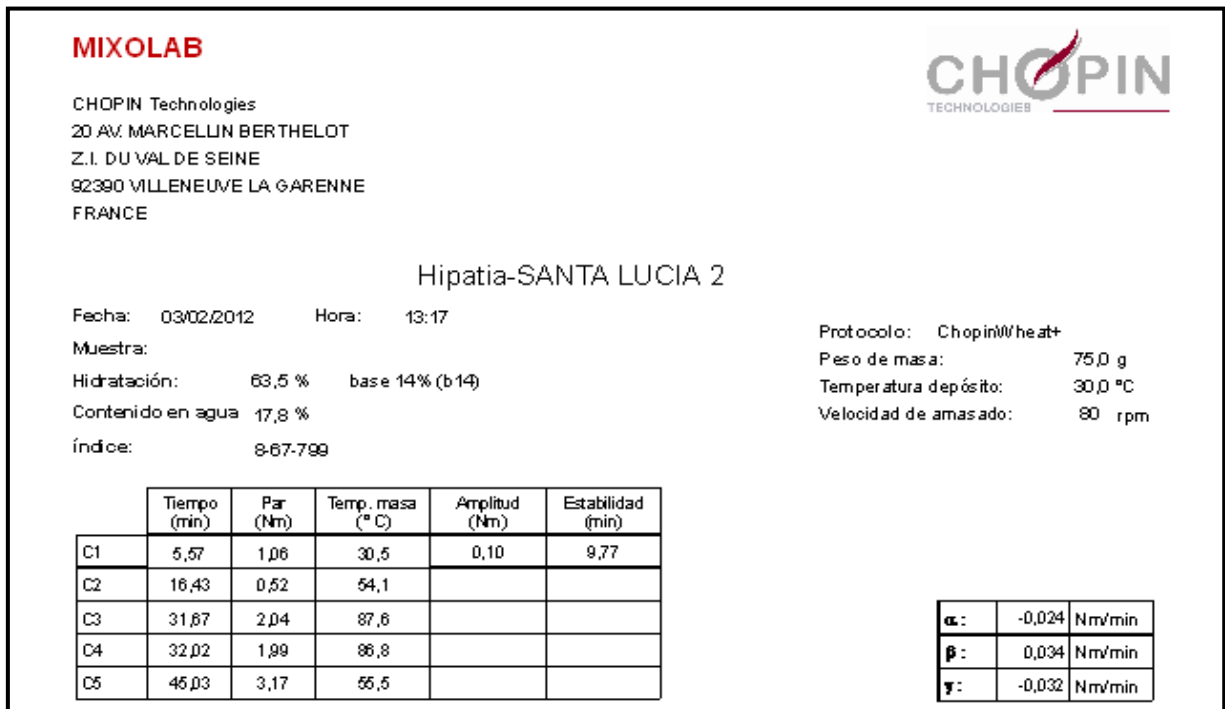 MIXOLAB
CHOPIN
TECHNOLOGIES
CHOPIN Technologies
20 AV. MARCELLIN BERTHELOT
Z.I. DU VAL DE SEINE
92390 VILLENEUVE LA GARENNE
FRANCE
Hipatia-SANTA LUCIA 2
Fecha: 03/02/2012 Hora: 13:17
Muestra:
Hidratación: 63,5 % base 14% (b14)
Contenido en agua 17,8 %
índice: 8-67-799
Protocolo: ChopinWheat+
Peso de masa: 75,0 g
Temperatura depósito: 30,0 °C
Velocidad de amasado: 80 rpm
Tiempo (min) Par (Nm) Temp. masa (° C) Amplitud (Nm) Estabilidad (min)
C1 5,57 1,06 30,5 0,10 9,77
C2 16,43 0,52 54,1
C3 31,67 2,04 87,6
C4 32,02 1,99 86,8
C5 45,03 3,17 55,5
α: -0,024 Nm/min
β: 0,034 Nm/min
γ: -0,032 Nm/min